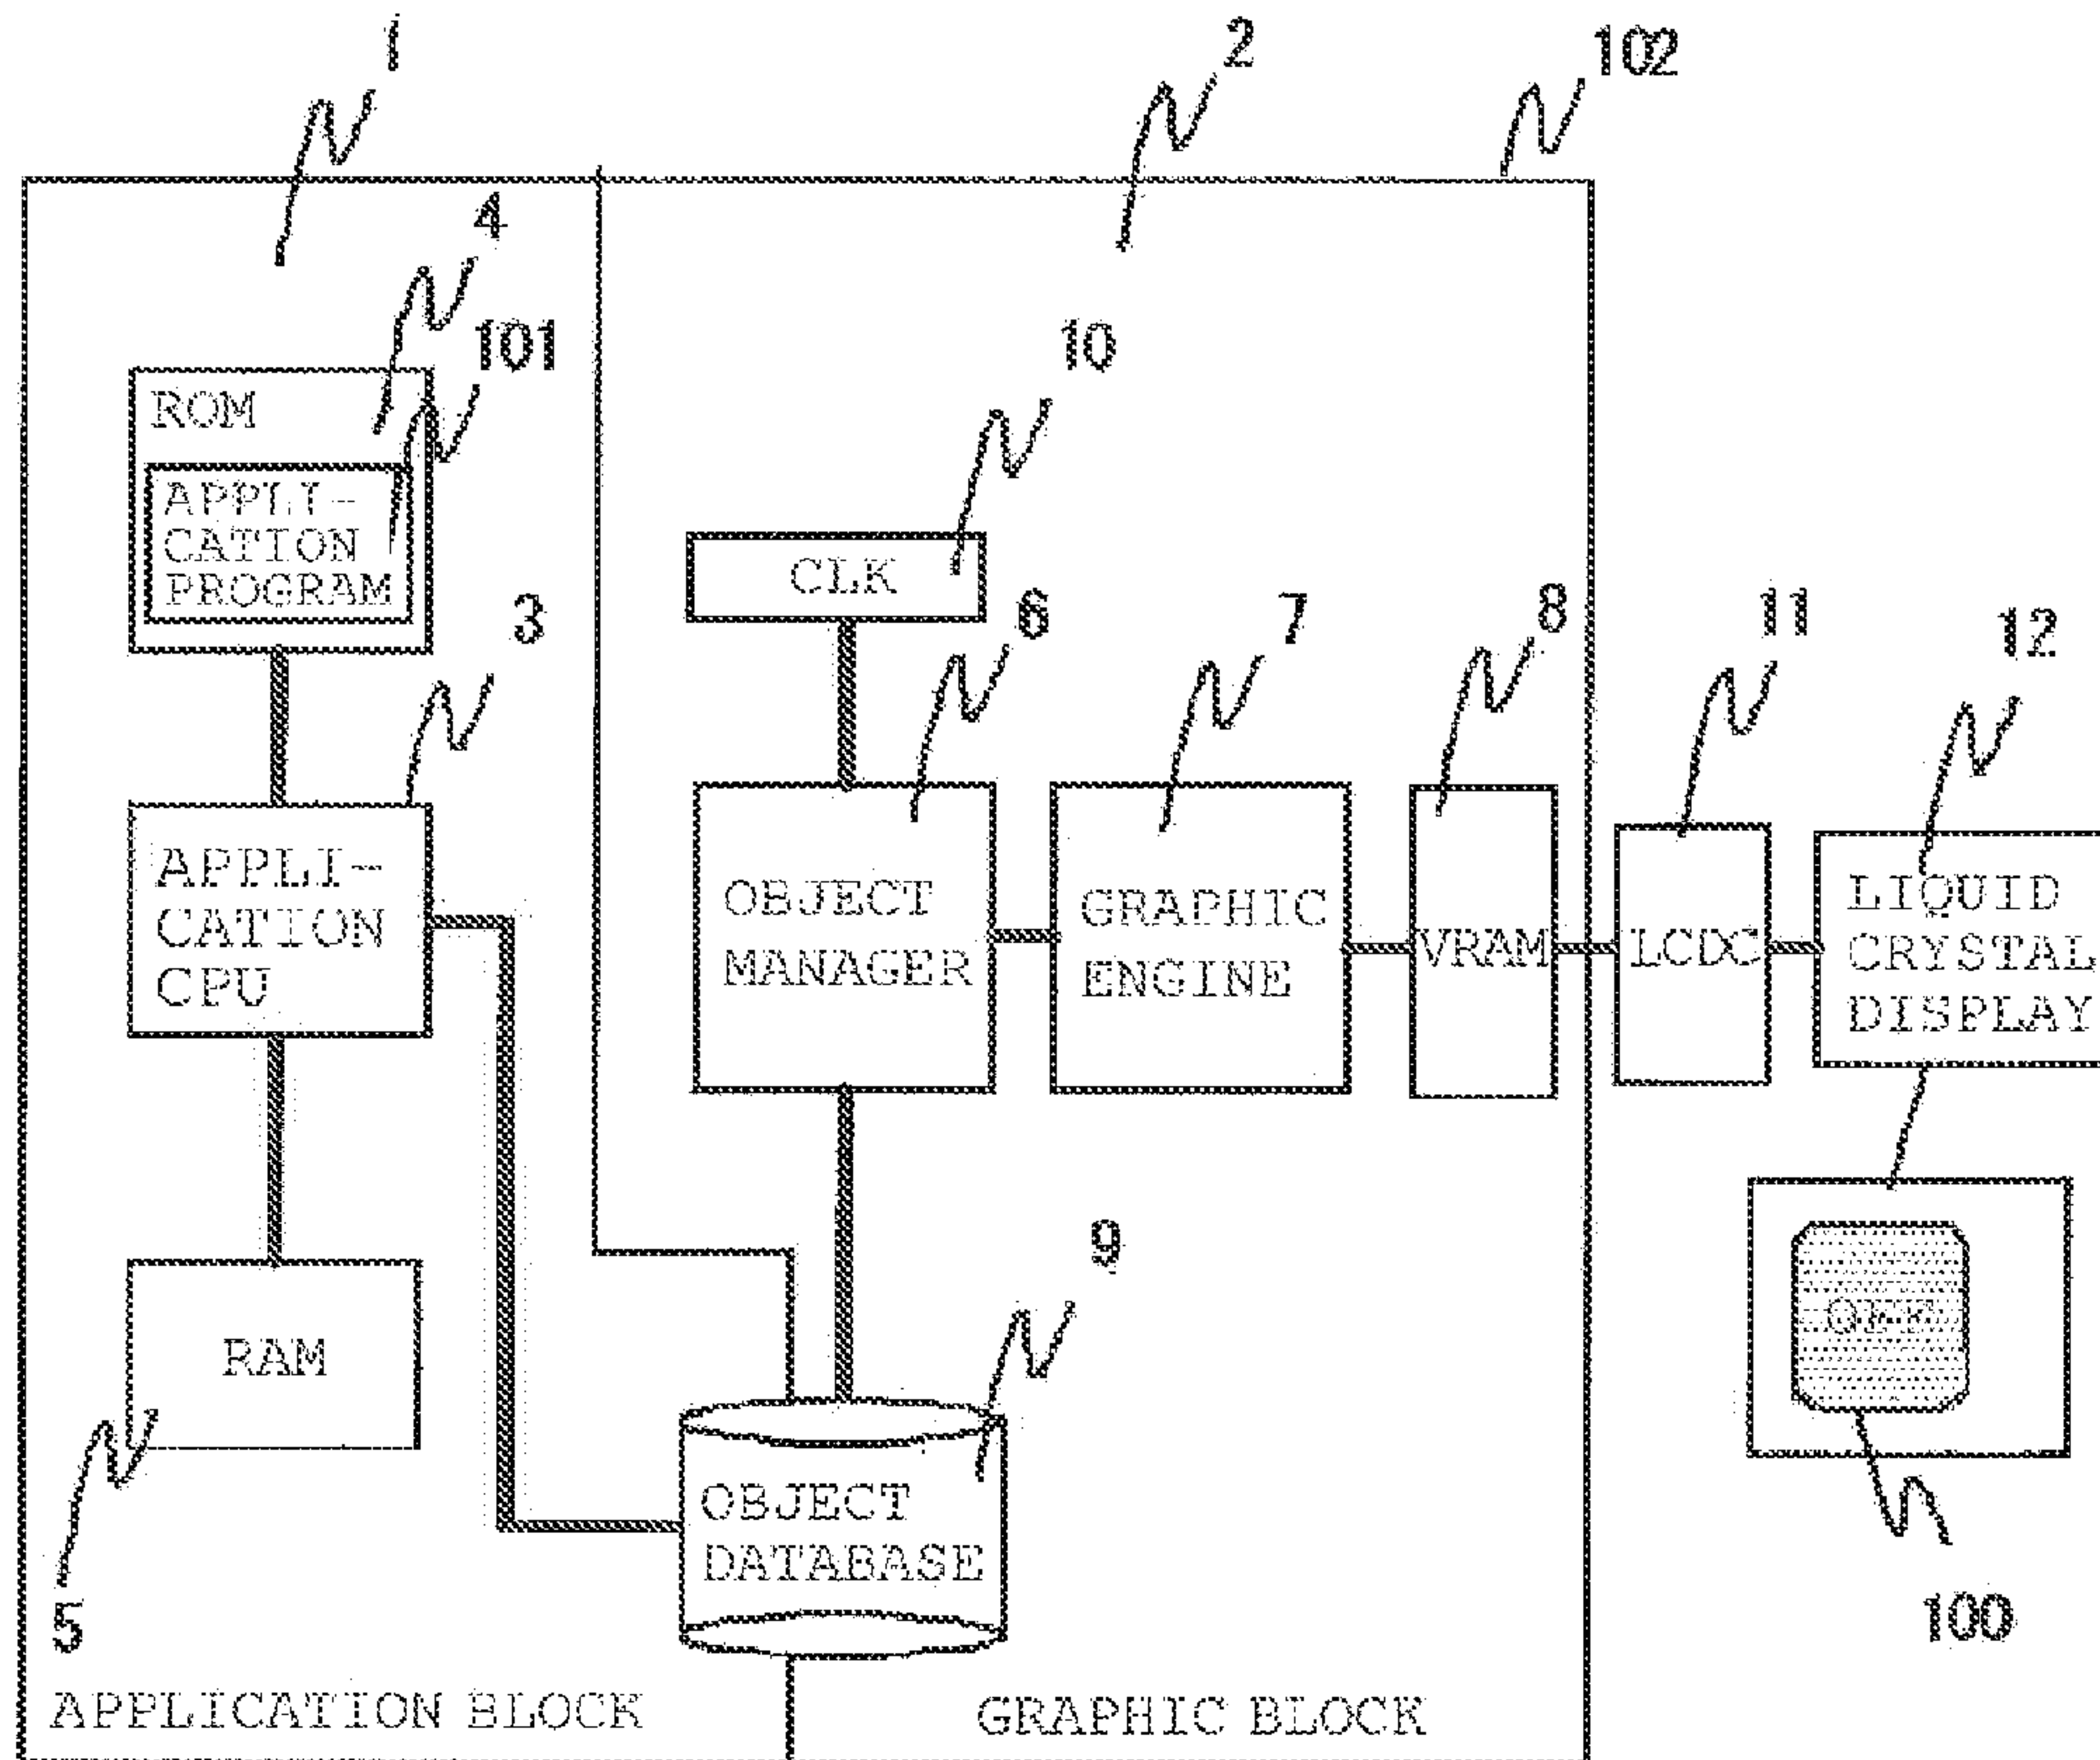 1
2
102
4
101
10
ROM
APPLI-
CATION
PROGRAM
CLK
3
6
7
8
11
12
APPLI-
CATION
CPU
OBJECT
MANAGER
GRAPHIC
ENGINE
VRAM
LCDC
LIQUID
CRYSTAL
DISPLAY
9
RAM
OFF
OBJECT
DATABASE
5
100
APPLICATION BLOCK
GRAPHIC BLOCK